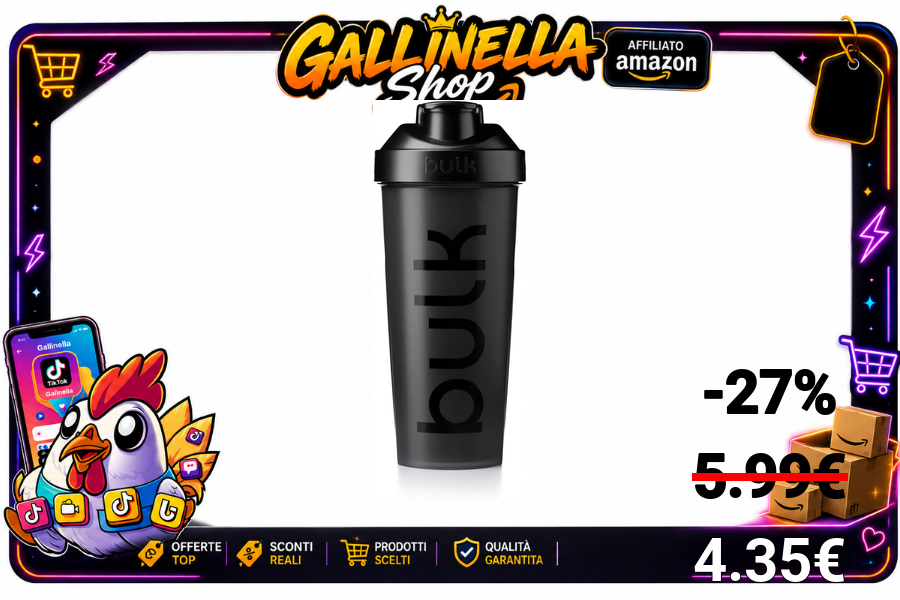 GALLINELLA
Shop
AFFILIATO
amazon
bulk
bulk
Gallinella
TikTok
Gallinella
-27%
5.99€
4.35€
OFFERTE
TOP
SCONTI
REALI
PRODOTTI
SCELTI
QUALITÀ
GARANTITA